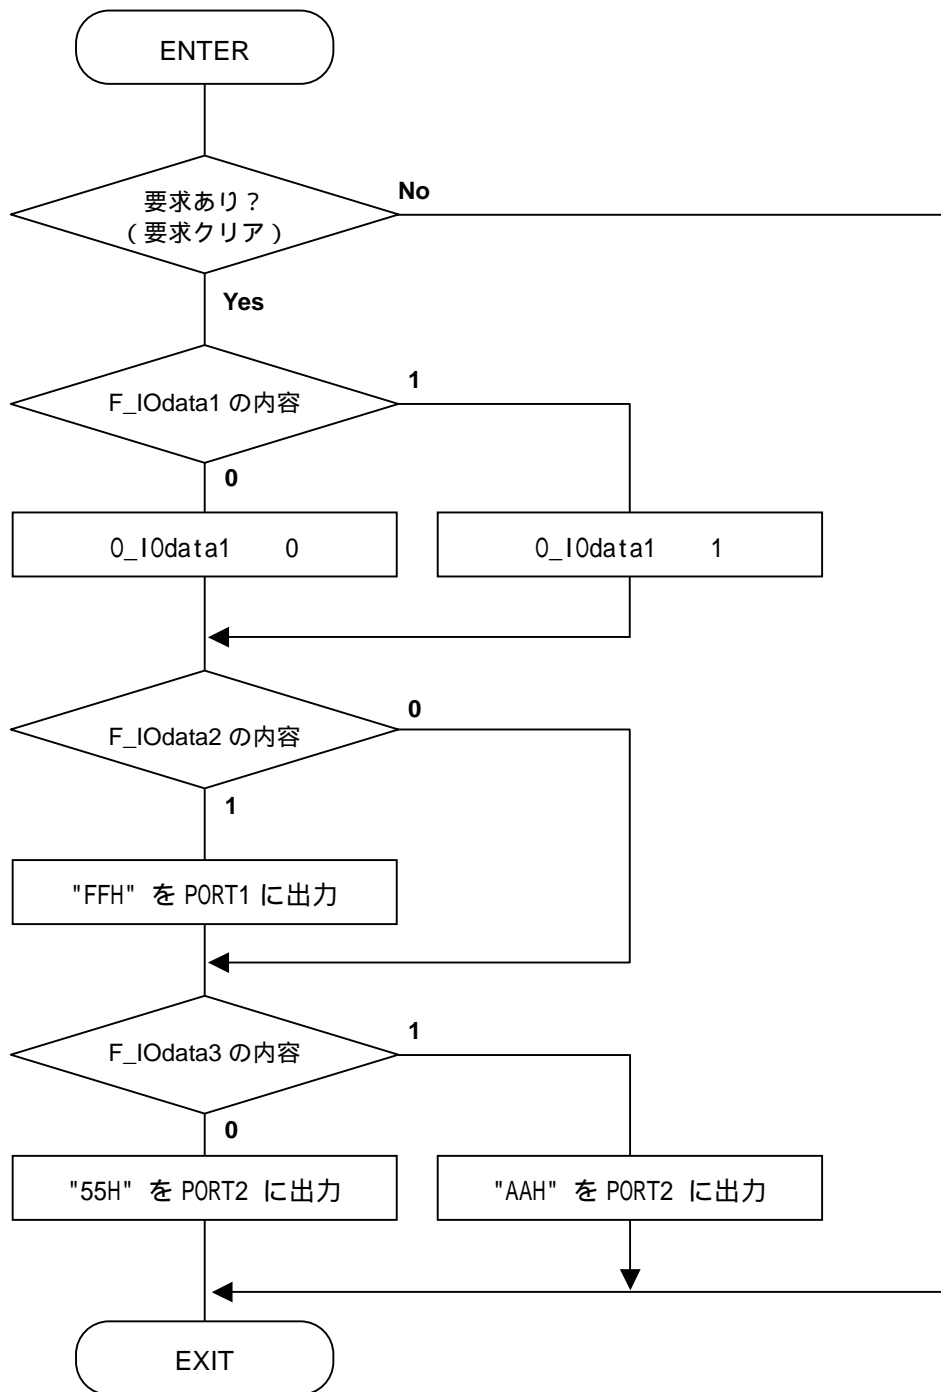 ENTER
要求あり?
(要求クリア)
No
Yes
F_IOdata1 の内容
1
0
O_IOdata1 0
O_IOdata1 1
F_IOdata2 の内容
0
1
"FFH" を PORT1 に出力
F_IOdata3 の内容
1
0
"55H" を PORT2 に出力
"AAH" を PORT2 に出力
EXIT